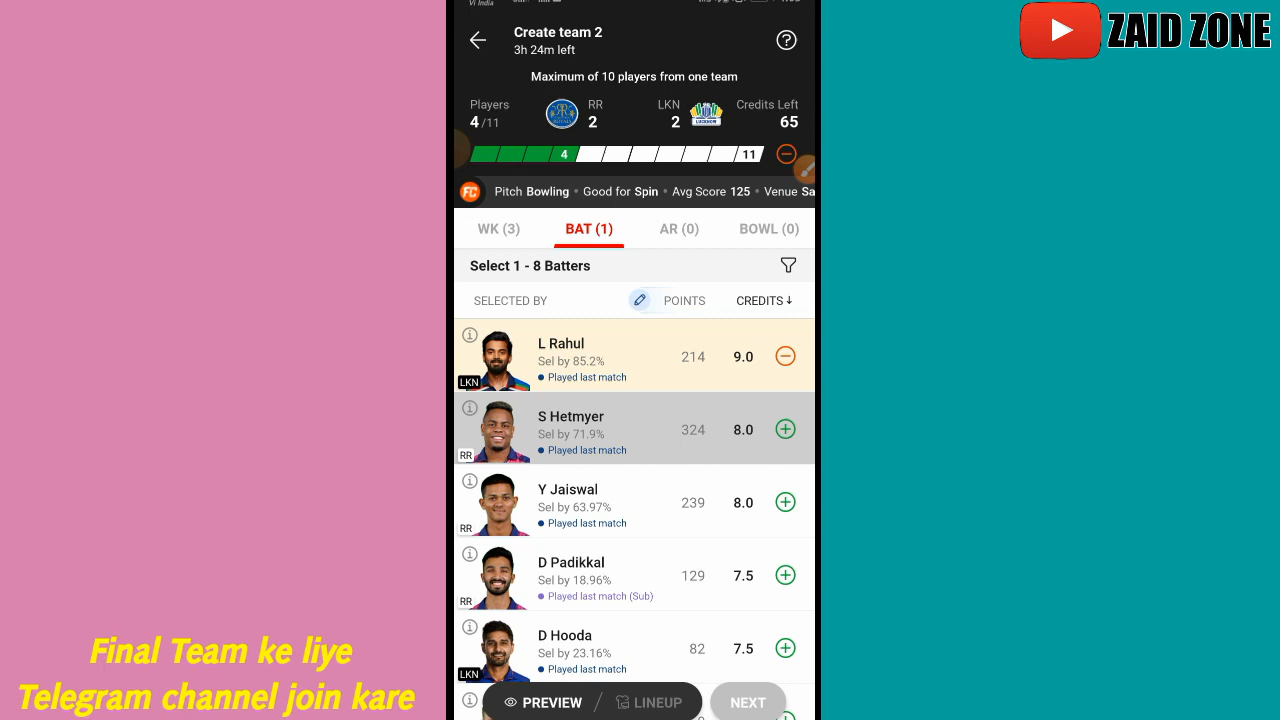 Vi India
ZAID ZONE
Create team 2
3h 24m left
Maximum of 10 players from one team
Players
4/11
RR
2
LKN
2
Credits Left
65
4
11
FC
Pitch Bowling • Good for Spin • Avg Score 125 • Venue Sa
WK (3)
BAT (1)
AR (0)
BOWL (0)
Select 1 - 8 Batters
SELECTED BY
POINTS
CREDITS↓
L Rahul
Sel by 85.2%
Played last match
LKN
214
9.0
S Hetmyer
Sel by 71.9%
Played last match
RR
324
8.0
Y Jaiswal
Sel by 63.97%
Played last match
RR
239
8.0
D Padikkal
Sel by 18.96%
Played last match (Sub)
RR
129
7.5
D Hooda
Sel by 23.16%
Played last match
LKN
82
7.5
PREVIEW / LINEUP
NEXT
Final Team ke liye
Telegram channel join kare